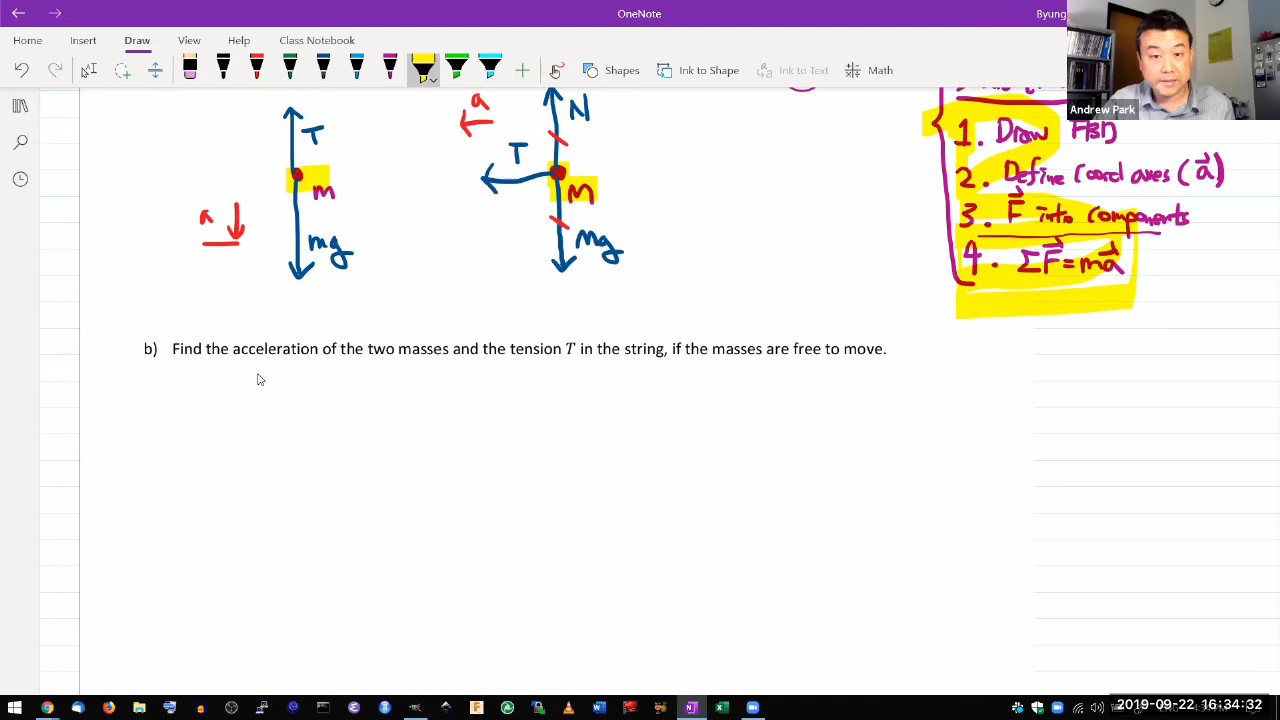 OneNote
Byung
Home Insert Draw View Help Class Notebook
Shapes Ink to Shape Ink to Text Math
Andrew Park
a
N
T
T
m
M
a
mg
Mg
1. Draw FBD
2. Define coord axes (a⃗)
3. F⃗ into components
4. ΣF⃗ = ma⃗
b) Find the acceleration of the two masses and the tension T in the string, if the masses are free to move.
2019-09-22 16:34:32